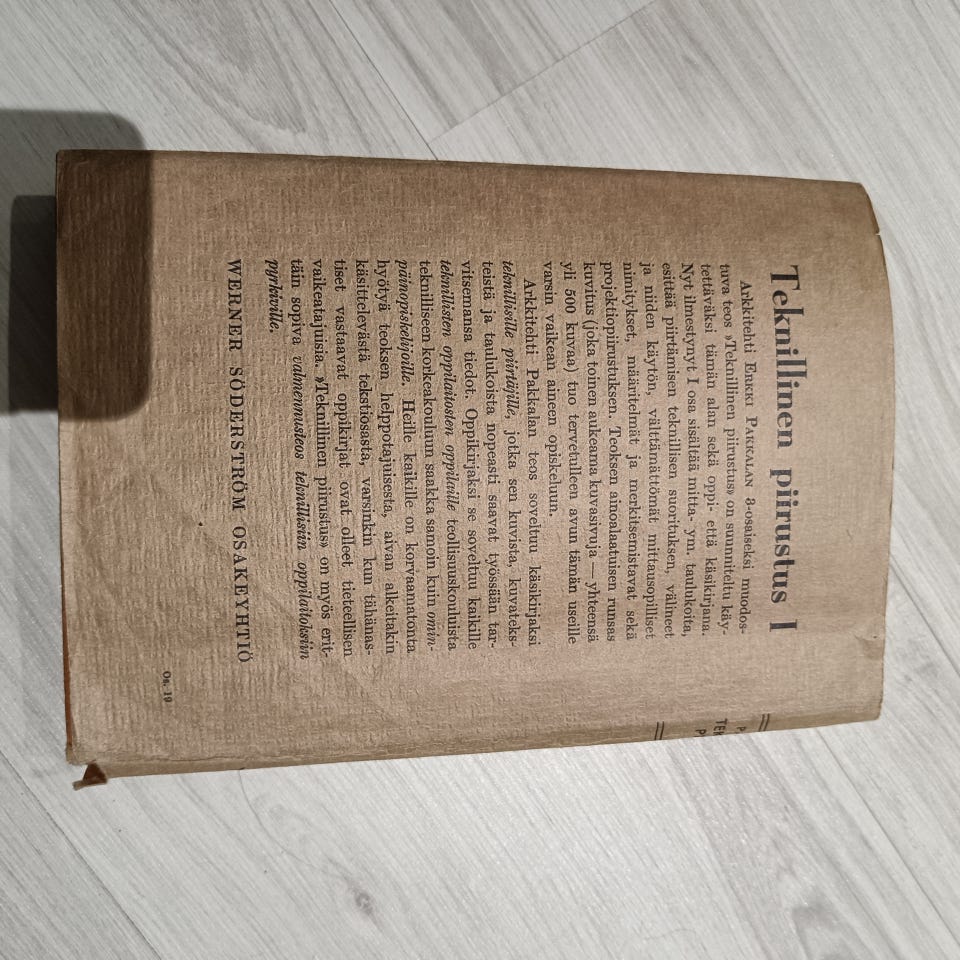 Teknillinen piirustus I
Arkkitehti ERKKI PAKKALAN 3-osaiseksi muodos-
tuva teos »Teknillinen piirustus» on suunniteltu käy-
tettäväksi tämän alan sekä oppi- että käsikirjana.
Nyt ilmestynyt I osa sisältää mitta- ym. taulukoita,
esittää piirtämisen teknillisen suorituksen, välineet
ja niiden käytön, välttämättömät mittausopilliset
nimitykset, määritelmät ja merkitsemistavat sekä
projektiopiirustuksen. Teoksen ainoalaatuisen runsas
kuvitus (joka toinen aukeama kuvasivuja — yhteensä
yli 500 kuvaa) tuo tervetulleen avun tämän useille
varsin vaikean aineen opiskeluun.
Arkkitehti Pakkalan teos soveltuu käsikirjaksi
teknillisille piirtäjille, jotka sen kuvista, kuvateks-
teistä ja taulukoista nopeasti saavat työssään tar-
vitsemansa tiedot. Oppikirjaksi se soveltuu kaikille
teknillisten oppilaitosten oppilaille teollisuuskouluista
teknilliseen korkeakouluun saakka samoin kuin omin-
päinopiskelijoille. Heille kaikille on korvaamatonta
hyötyä teoksen helppotajuisesta, aivan alkeitakin
käsittelevästä tekstiosasta, varsinkin kun tähänas-
tiset vastaavat oppikirjat ovat olleet tieteellisen
vaikeatajuisia. »Teknillinen piirustus» on myös erit-
täin sopiva valmennusteos teknillisiin oppilaitoksiin
pyrkiville.
WERNER SÖDERSTRÖM OSAKEYHTIÖ
Os. 19